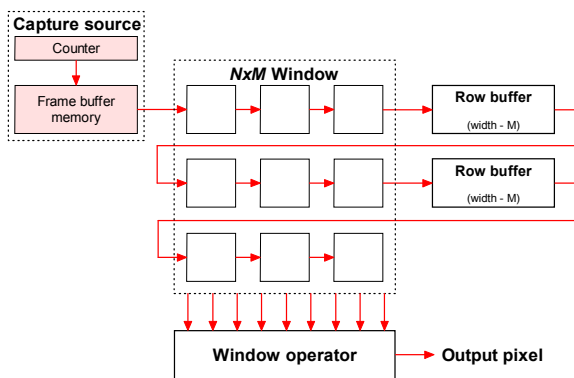 Capture source
Counter
Frame buffer
memory
NxM Window
Row buffer
(width - M)
Row buffer
(width - M)
Window operator
Output pixel